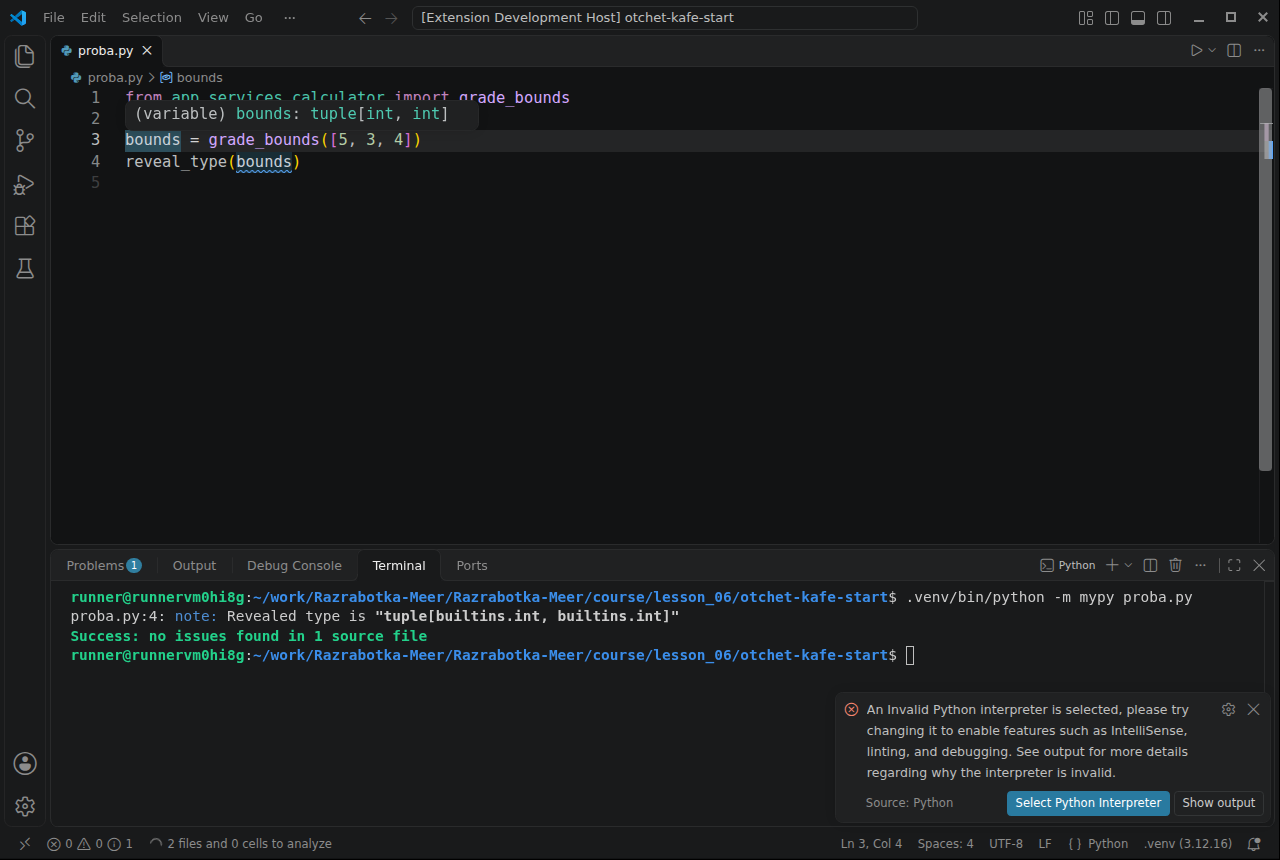 File Edit Selection View Go ··· [Extension Development Host] otchet-kafe-start
proba.py
proba.py > bounds
1 from app.services.calculator import grade_bounds
(variable) bounds: tuple[int, int]
2
3 bounds = grade_bounds([5, 3, 4])
4 reveal_type(bounds)
5
Problems 1 Output Debug Console Terminal Ports Python
runner@runnervm0hi8g:~/work/Razrabotka-Meer/Razrabotka-Meer/course/lesson_06/otchet-kafe-start$ .venv/bin/python -m mypy proba.py
proba.py:4: note: Revealed type is "tuple[builtins.int, builtins.int]"
Success: no issues found in 1 source file
runner@runnervm0hi8g:~/work/Razrabotka-Meer/Razrabotka-Meer/course/lesson_06/otchet-kafe-start$
An Invalid Python interpreter is selected, please try
changing it to enable features such as IntelliSense,
linting, and debugging. See output for more details
regarding why the interpreter is invalid.
Source: Python Select Python Interpreter Show output
0 0 1 2 files and 0 cells to analyze Ln 3, Col 4 Spaces: 4 UTF-8 LF { } Python .venv (3.12.16)